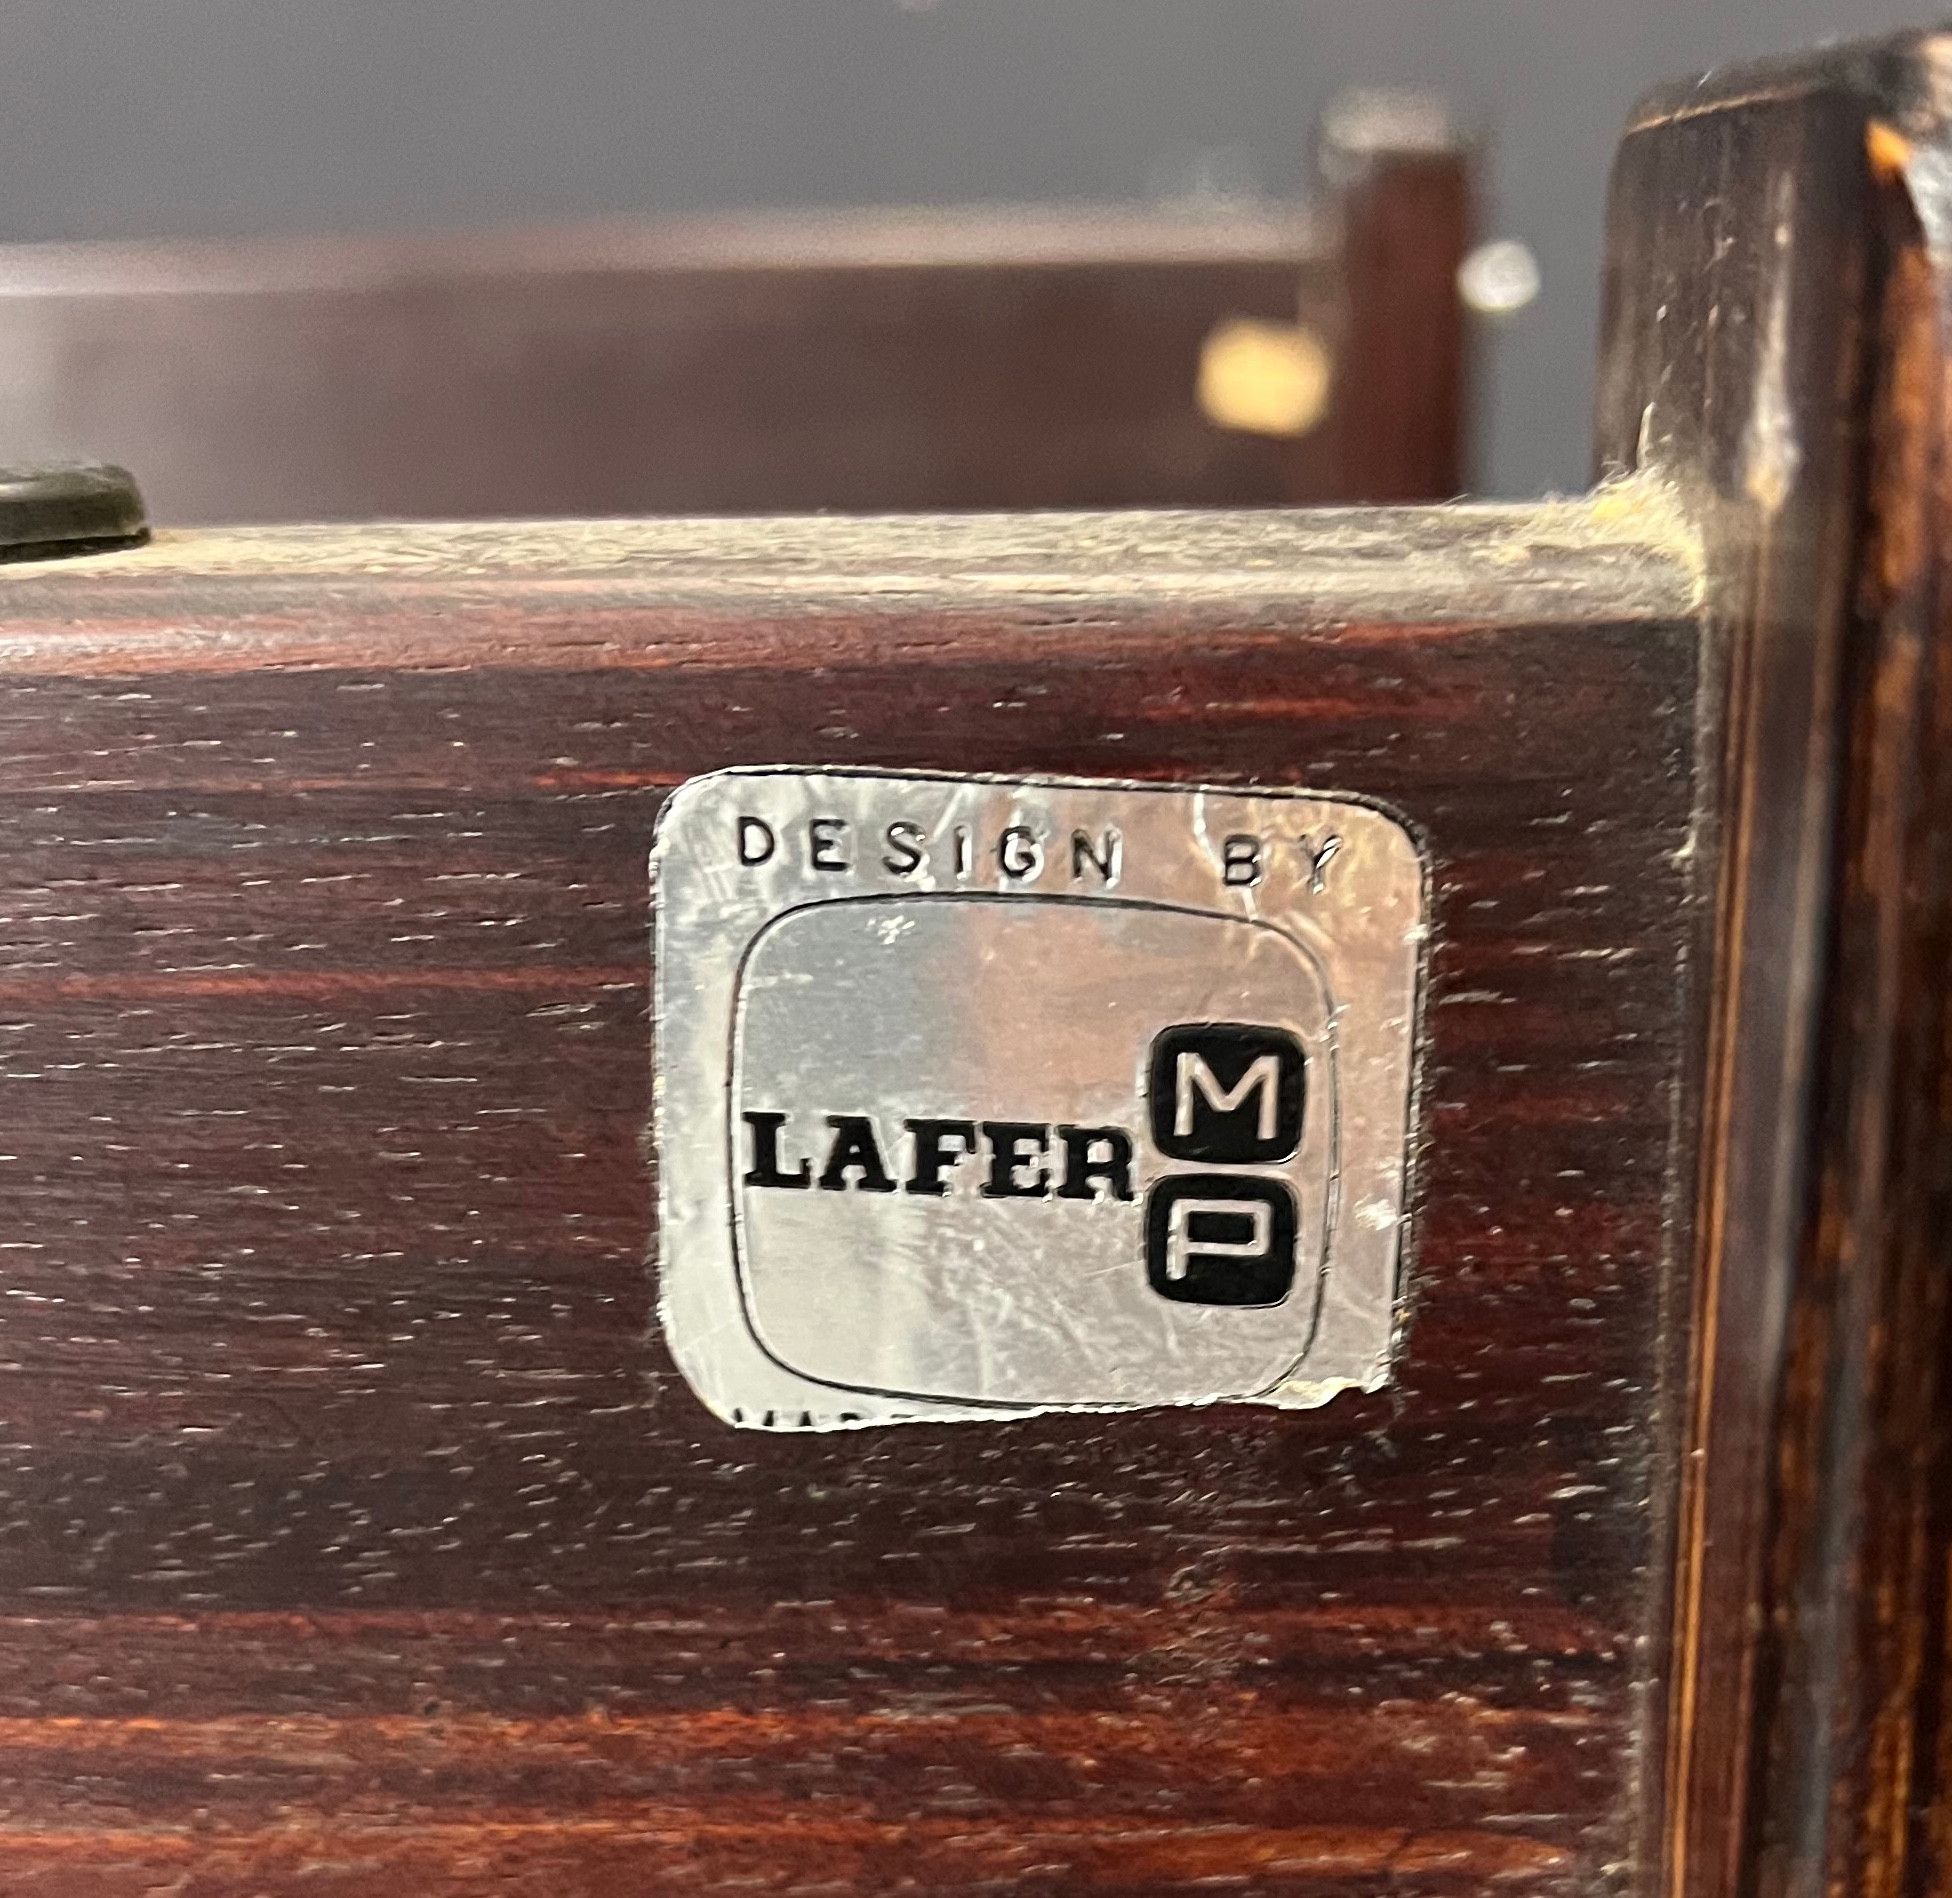 DESIGN BY
LAFER
M
P